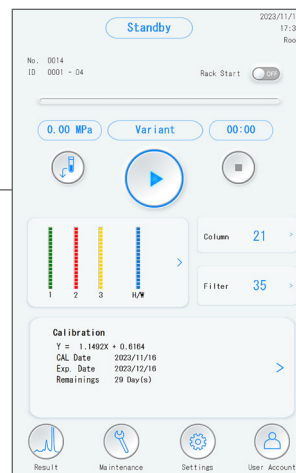 2023/11/1
Standby
17:3
Roo
No. 0014
ID 0001 - 04
Rack Start OFF
0.00 MPa Variant 00:00
Column 21
Filter 35
1 2 3 H/W
Calibration
Y = 1.1492X + 0.6164
CAL Date 2023/11/16
Exp. Date 2023/12/16
Remainings 29 Day(s)
Result Maintenance Settings User Account